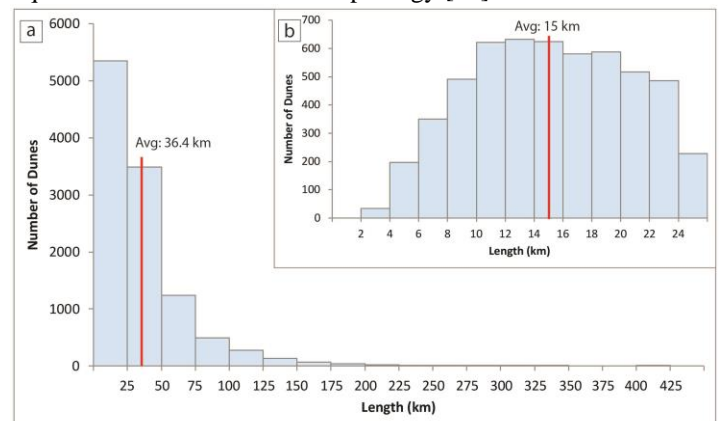 a
Avg: 36.4 km
Number of Dunes
6000
5000
4000
3000
2000
1000
0
25 50 75 100 125 150 175 200 225 250 275 300 325 350 375 400 425
Length (km)
b
Avg: 15 km
Number of Dunes
700
600
500
400
300
200
100
0
2 4 6 8 10 12 14 16 18 20 22 24
Length (km)